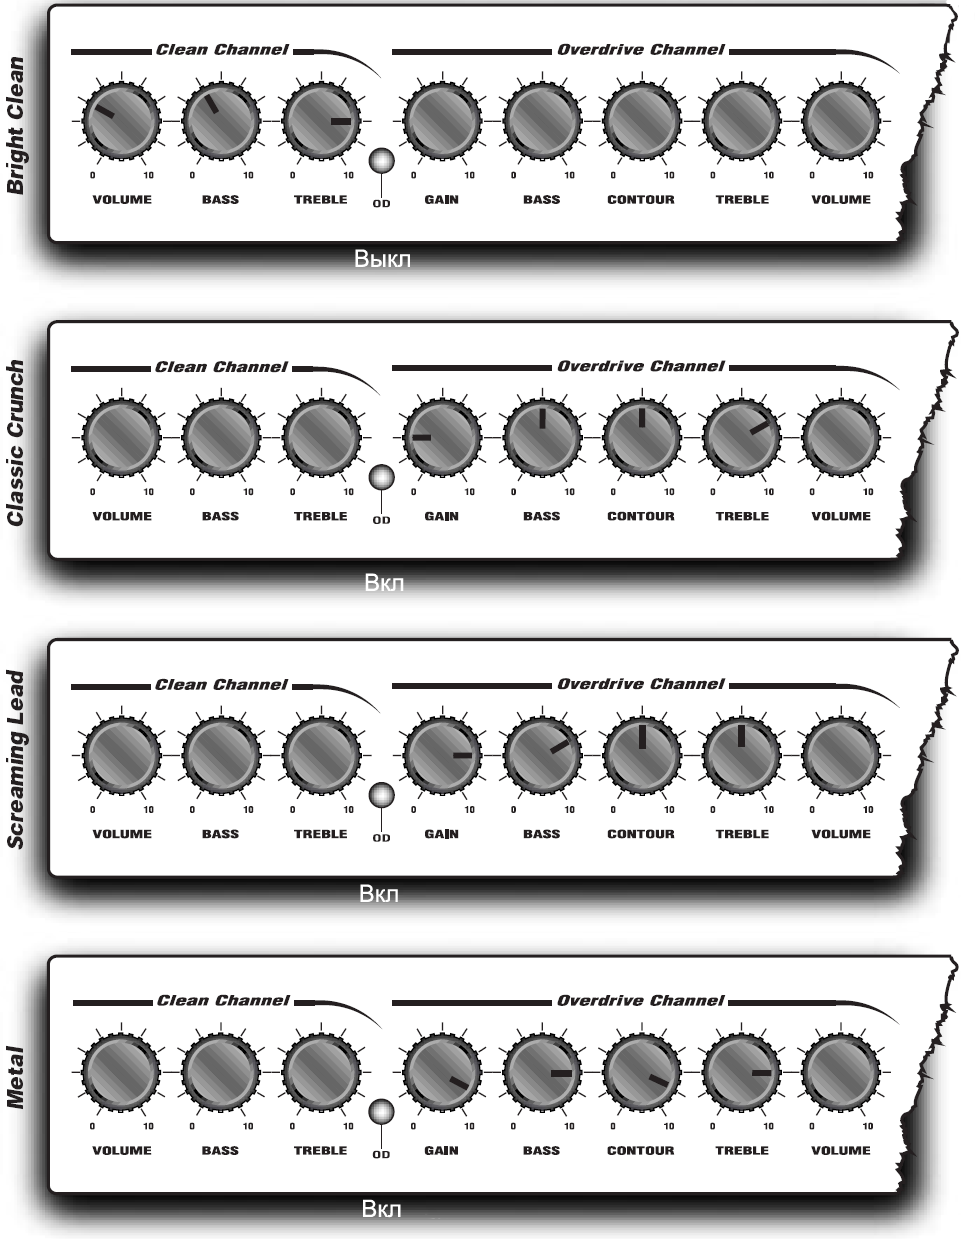 Bright Clean
Clean Channel Overdrive Channel
0 10 0 10 0 10 0 10 0 10 0 10 0 10 0 10
VOLUME BASS TREBLE OD GAIN BASS CONTOUR TREBLE VOLUME
Выкл
Classic Crunch
Clean Channel Overdrive Channel
0 10 0 10 0 10 0 10 0 10 0 10 0 10 0 10
VOLUME BASS TREBLE OD GAIN BASS CONTOUR TREBLE VOLUME
Вкл
Screaming Lead
Clean Channel Overdrive Channel
0 10 0 10 0 10 0 10 0 10 0 10 0 10 0 10
VOLUME BASS TREBLE OD GAIN BASS CONTOUR TREBLE VOLUME
Вкл
Metal
Clean Channel Overdrive Channel
0 10 0 10 0 10 0 10 0 10 0 10 0 10 0 10
VOLUME BASS TREBLE OD GAIN BASS CONTOUR TREBLE VOLUME
Вкл